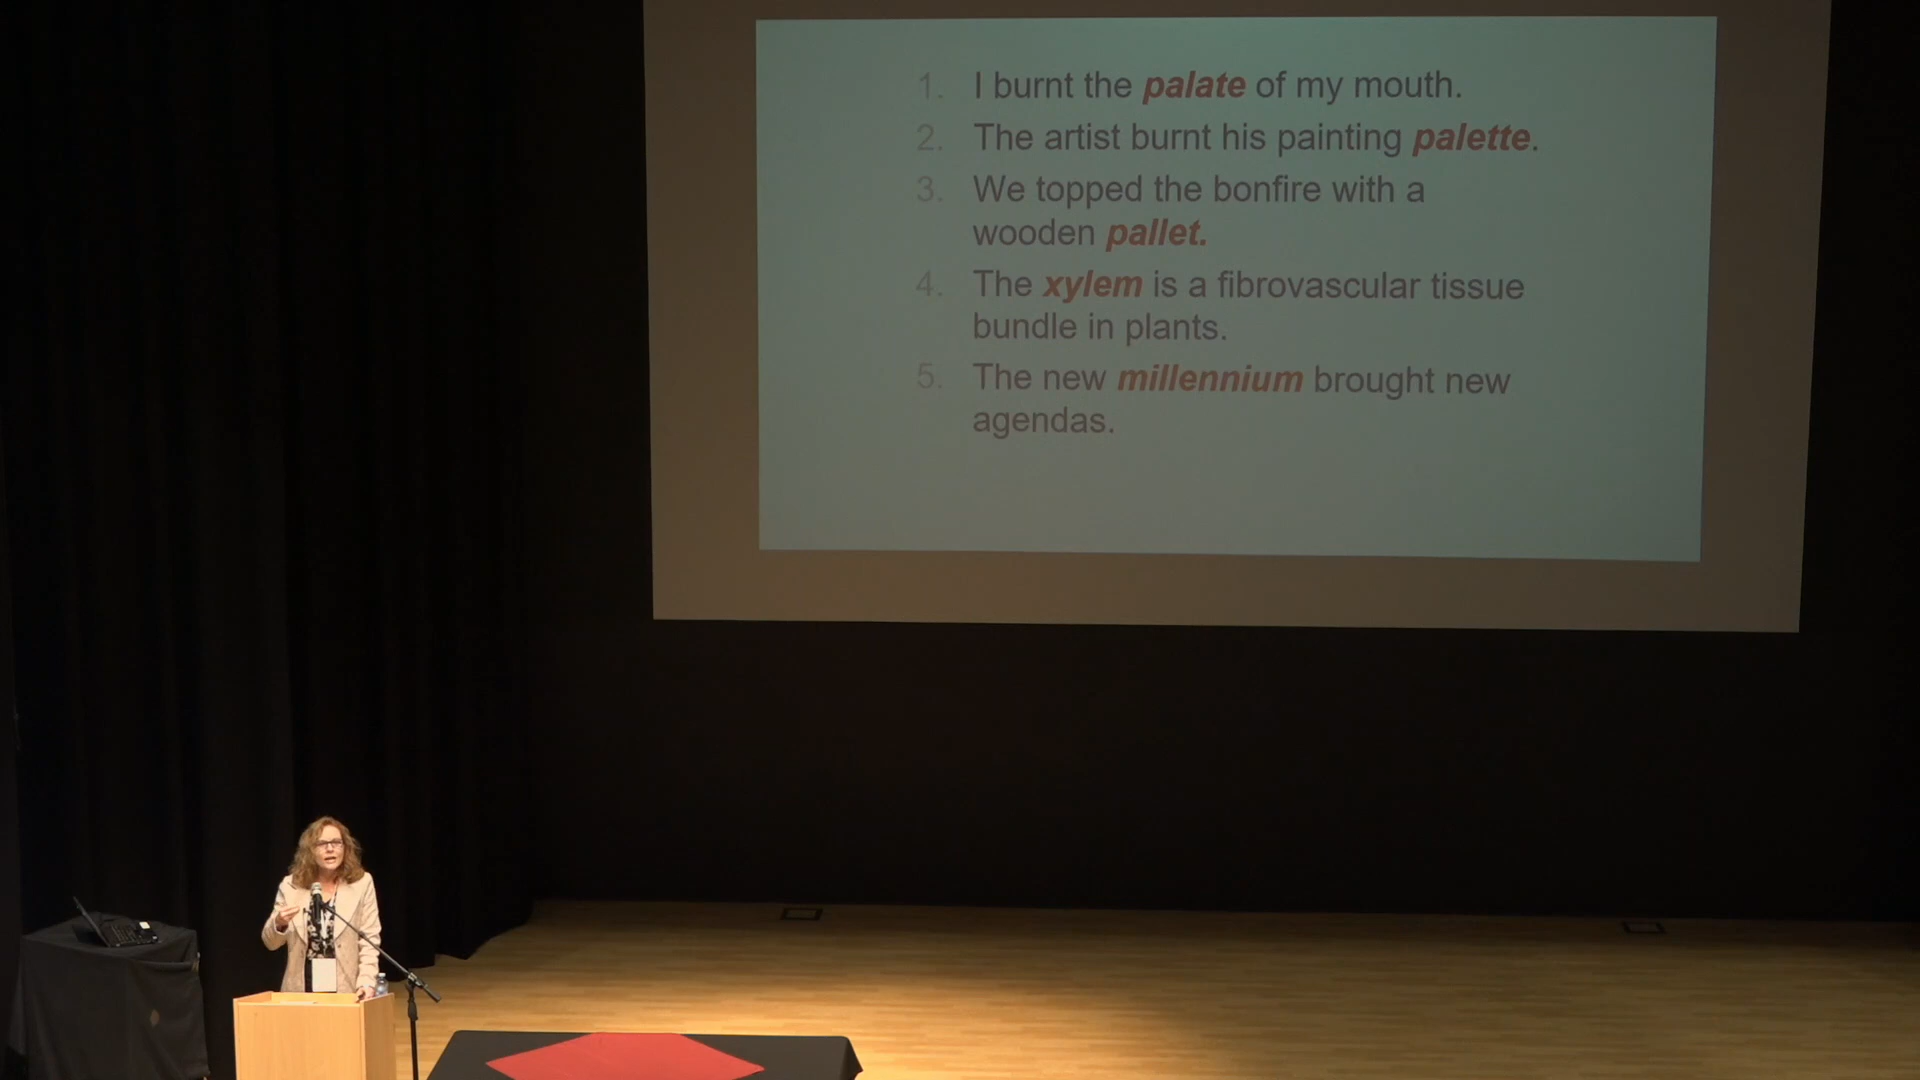 1. I burnt the palate of my mouth.
2. The artist burnt his painting palette.
3. We topped the bonfire with a
wooden pallet.
4. The xylem is a fibrovascular tissue
bundle in plants.
5. The new millennium brought new
agendas.